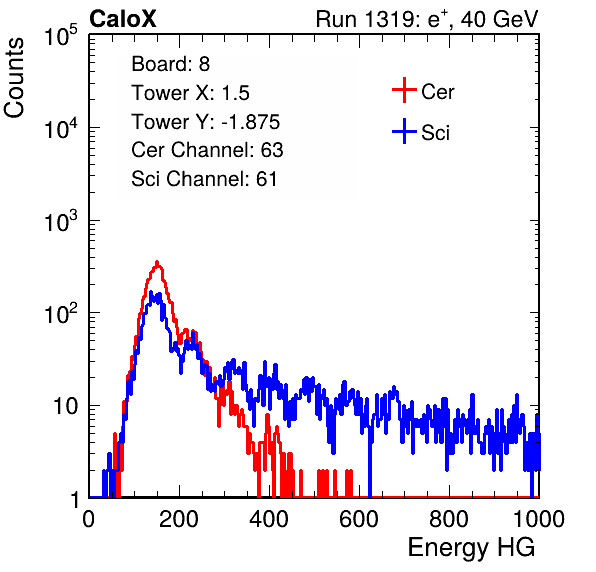 CaloX Run 1319: e⁺, 40 GeV
Counts
Board: 8
Tower X: 1.5
Tower Y: -1.875
Cer Channel: 63
Sci Channel: 61
Cer
Sci
10⁵
10⁴
10³
10²
10
1
0 200 400 600 800 1000
Energy HG